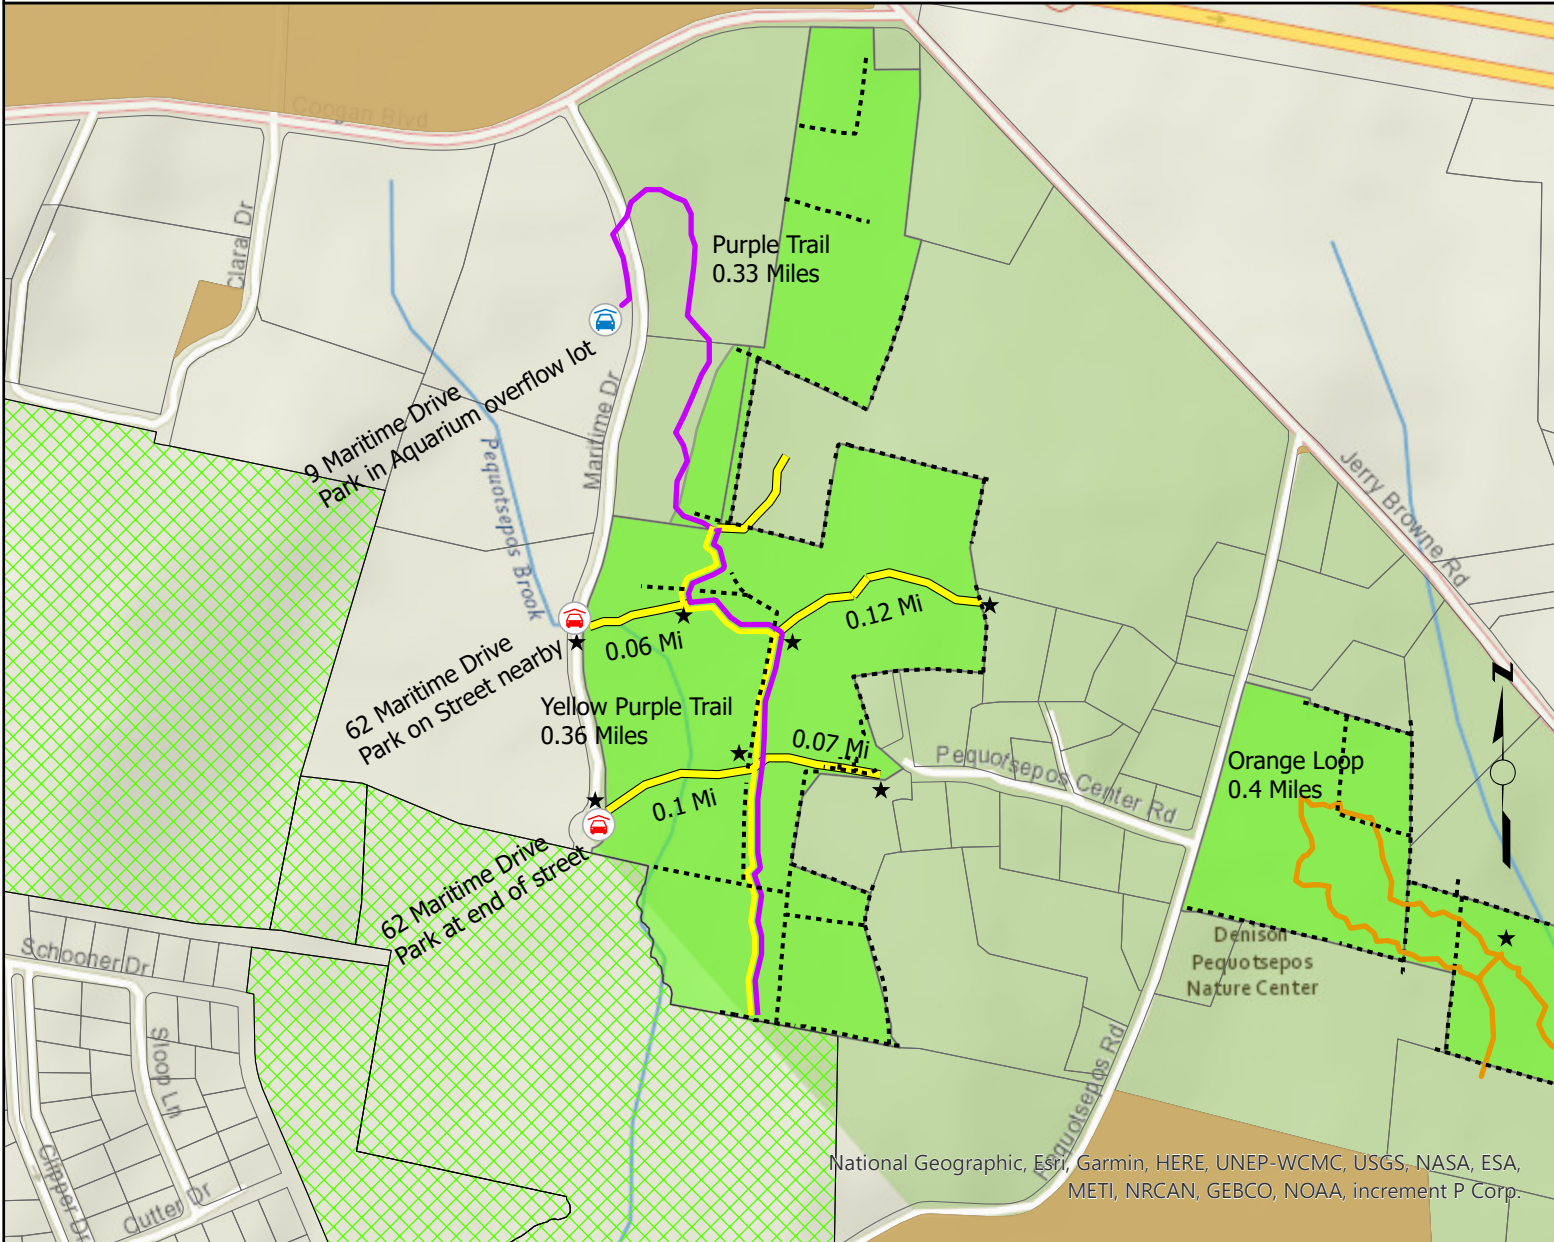 Coogan Blvd
Clara Dr
Purple Trail
0.33 Miles
9 Maritime Drive
Park in Aquarium overflow lot
Maritime Dr
Pequotsepos Brook
Jerry Browne Rd
0.12 Mi
0.06 Mi
62 Maritime Drive
Park on Street nearby
Yellow Purple Trail
0.36 Miles
0.07 Mi
Pequotsepos Center Rd
Z
Orange Loop
0.4 Miles
0.1 Mi
62 Maritime Drive
Park at end of street
Schooner Dr
Denison
Pequotsepos
Nature Center
Sloop Ln
Pequotsepos Rd
Clipper Dr
Cutter Dr
National Geographic, Esri, Garmin, HERE, UNEP-WCMC, USGS, NASA, ESA,
METI, NRCAN, GEBCO, NOAA, increment P Corp.